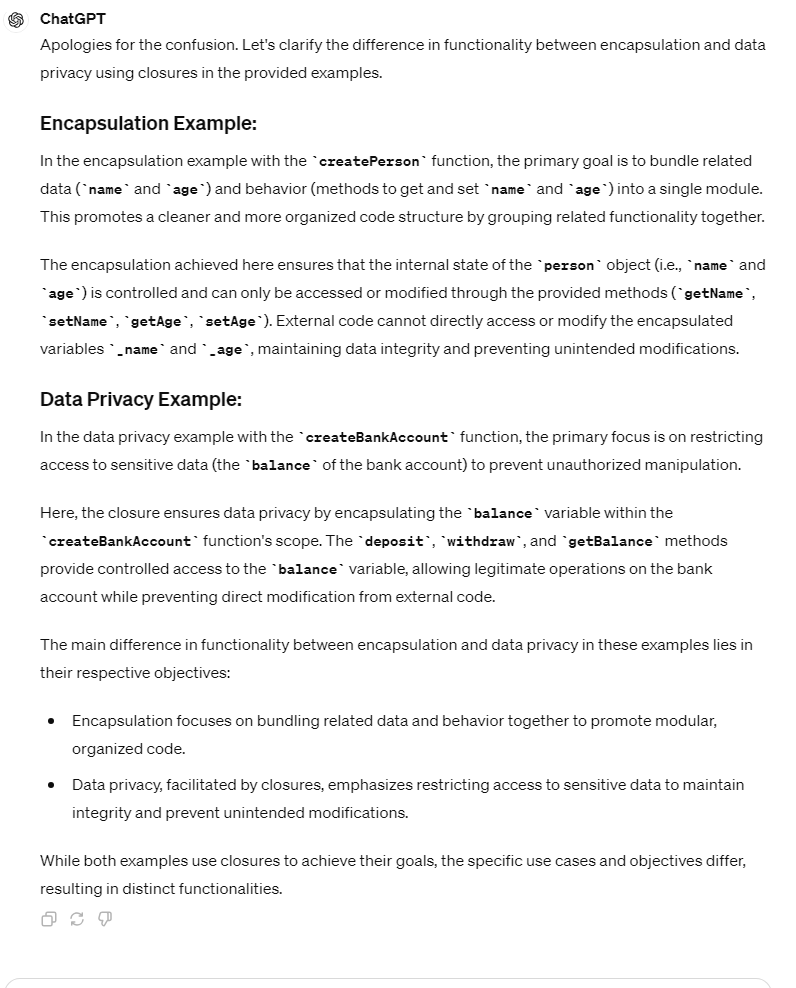 ChatGPT
Apologies for the confusion. Let's clarify the difference in functionality between encapsulation and data
privacy using closures in the provided examples.
Encapsulation Example:
In the encapsulation example with the `createPerson` function, the primary goal is to bundle related
data (`name` and `age`) and behavior (methods to get and set `name` and `age`) into a single module.
This promotes a cleaner and more organized code structure by grouping related functionality together.
The encapsulation achieved here ensures that the internal state of the `person` object (i.e., `name` and
`age`) is controlled and can only be accessed or modified through the provided methods (`getName`,
`setName`, `getAge`, `setAge`). External code cannot directly access or modify the encapsulated
variables `_name` and `_age`, maintaining data integrity and preventing unintended modifications.
Data Privacy Example:
In the data privacy example with the `createBankAccount` function, the primary focus is on restricting
access to sensitive data (the `balance` of the bank account) to prevent unauthorized manipulation.
Here, the closure ensures data privacy by encapsulating the `balance` variable within the
`createBankAccount` function's scope. The `deposit`, `withdraw`, and `getBalance` methods
provide controlled access to the `balance` variable, allowing legitimate operations on the bank
account while preventing direct modification from external code.
The main difference in functionality between encapsulation and data privacy in these examples lies in
their respective objectives:
• Encapsulation focuses on bundling related data and behavior together to promote modular,
organized code.
• Data privacy, facilitated by closures, emphasizes restricting access to sensitive data to maintain
integrity and prevent unintended modifications.
While both examples use closures to achieve their goals, the specific use cases and objectives differ,
resulting in distinct functionalities.